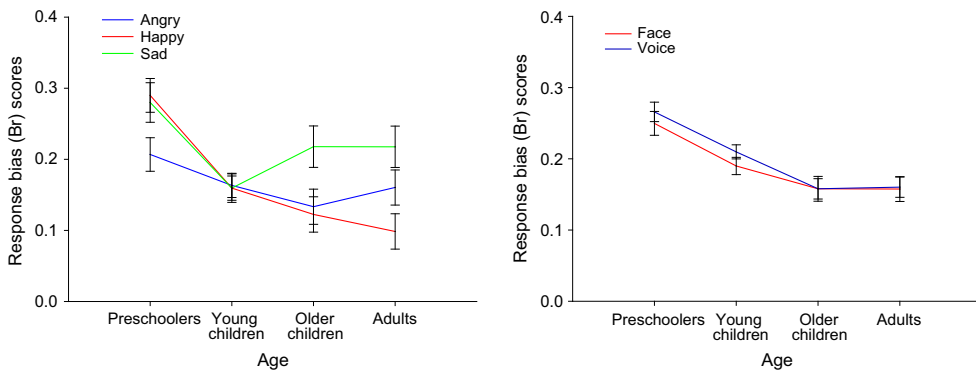 Response bias (Br) scores
0.4
0.3
0.2
0.1
0.0
Angry
Happy
Sad
Preschoolers
Young
children
Older
children
Adults
Age
Response bias (Br) scores
0.4
0.3
0.2
0.1
0.0
Face
Voice
Preschoolers
Young
children
Older
children
Adults
Age